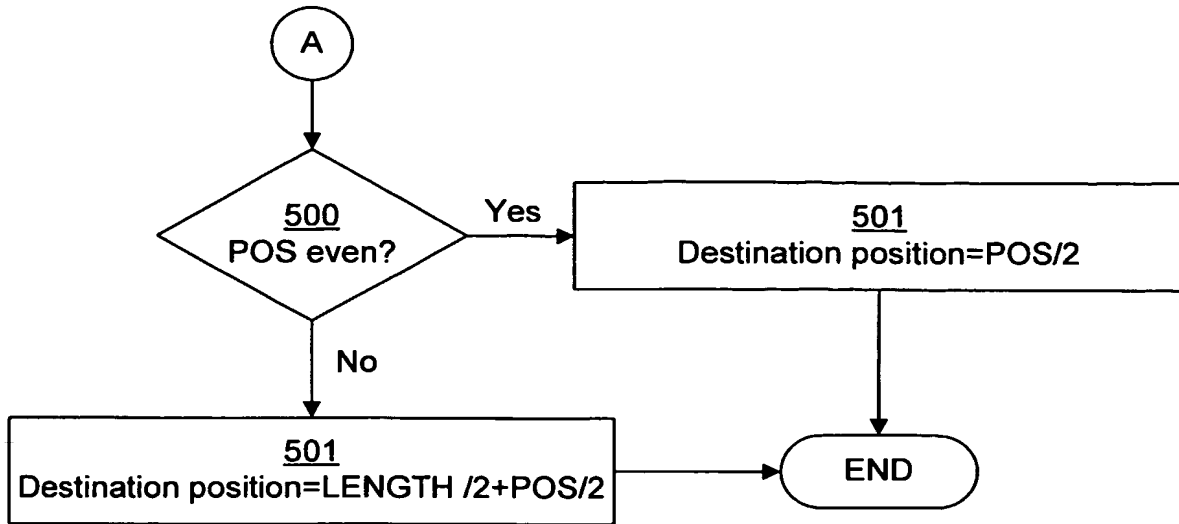 A
500
POS even?
Yes
501
Destination position=POS/2
No
501
Destination position=LENGTH /2+POS/2
END